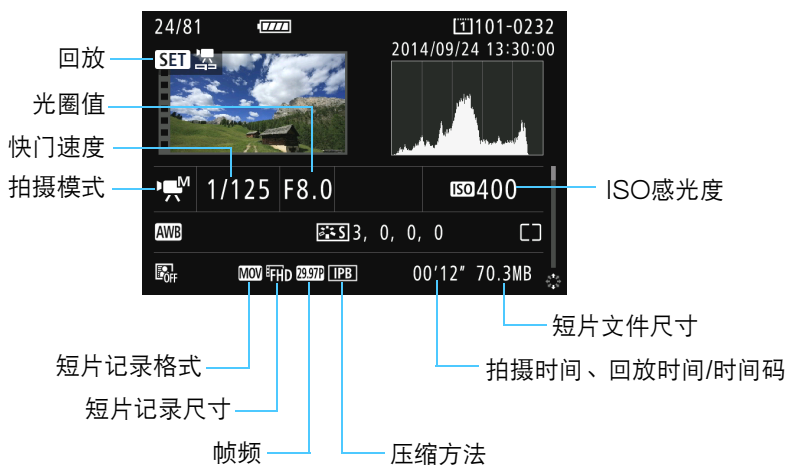 24/81
1 101-0232
2014/09/24 13:30:00
回放
SET
光圈值
快门速度
拍摄模式
M 1/125 F8.0 ISO 400
ISO感光度
AWB S 3, 0, 0, 0
OFF MOV FHD 29.97P IPB 00'12" 70.3MB
短片文件尺寸
短片记录格式
拍摄时间、回放时间/时间码
短片记录尺寸
帧频
压缩方法